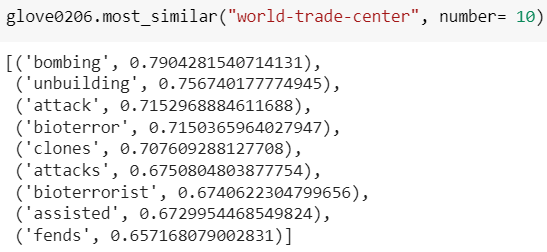 glove0206.most_similar("world-trade-center", number= 10)
[('bombing', 0.7904281540714131),
('unbuilding', 0.756740177774945),
('attack', 0.7152968884611688),
('bioterror', 0.7150365964027947),
('clones', 0.707609288127708),
('attacks', 0.6750804803877754),
('bioterrorist', 0.6740622304799656),
('assisted', 0.6729954468549824),
('fends', 0.657168079002831)]